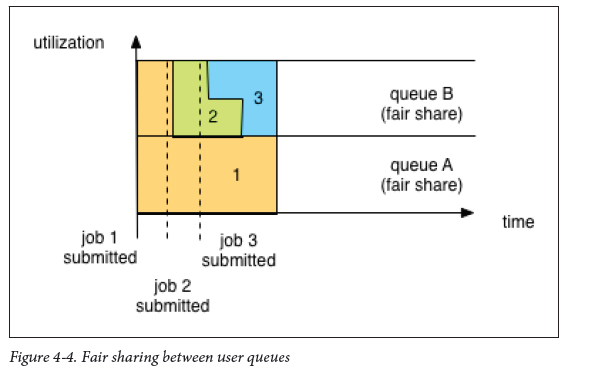 utilization
3
queue B
(fair share)
2
queue A
(fair share)
1
time
job 1
submitted
job 3
submitted
job 2
submitted
Figure 4-4. Fair sharing between user queues